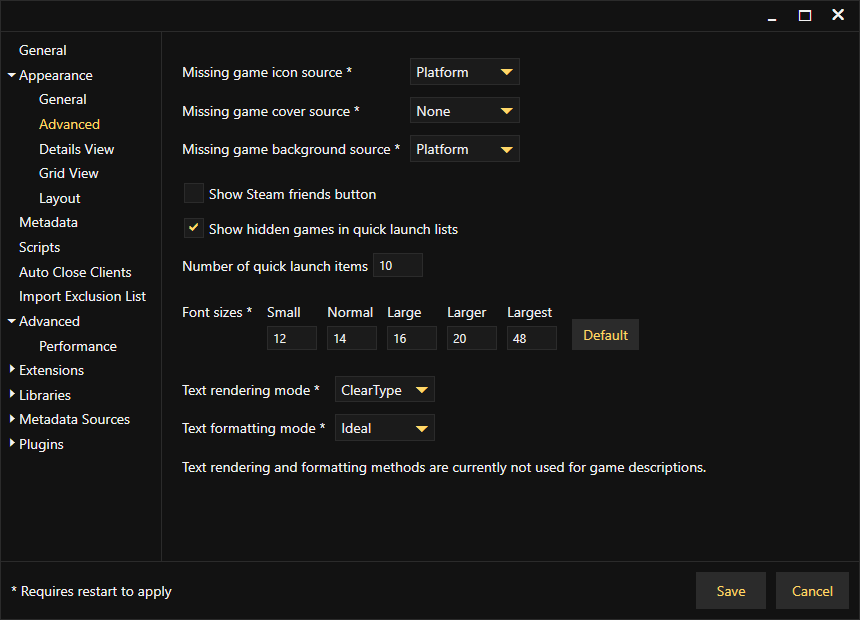 General
Appearance
General
Advanced
Details View
Grid View
Layout
Metadata
Scripts
Auto Close Clients
Import Exclusion List
Advanced
Performance
Extensions
Libraries
Metadata Sources
Plugins
Missing game icon source * Platform
Missing game cover source * None
Missing game background source * Platform
Show Steam friends button
Show hidden games in quick launch lists
Number of quick launch items 10
Font sizes * Small Normal Large Larger Largest
12 14 16 20 48 Default
Text rendering mode * ClearType
Text formatting mode * Ideal
Text rendering and formatting methods are currently not used for game descriptions.
* Requires restart to apply Save Cancel